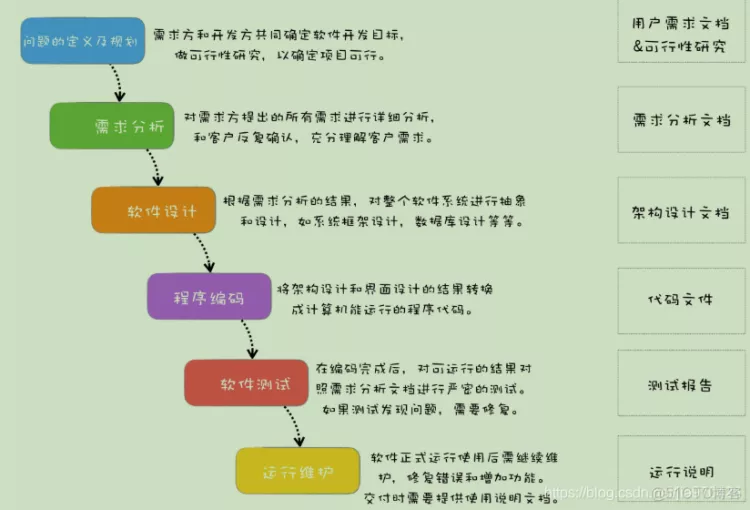 问题的定义及规划
需求方和开发方共同确定软件开发目标，
做可行性研究，以确定项目可行。
用户需求文档
&可行性研究
需求分析
对需求方提出的所有需求进行详细分析，
和客户反复确认，充分理解客户需求。
需求分析文档
软件设计
根据需求分析的结果，对整个软件系统进行抽象
和设计，如系统框架设计，数据库设计等等。
架构设计文档
程序编码
将架构设计和界面设计的结果转换
成计算机能运行的程序代码。
代码文件
软件测试
在编码完成后，对可运行的结果对
照需求分析文档进行严密的测试。
如果测试发现问题，需要修复。
测试报告
运行维护
软件正式运行使用后需继续维
护，修复错误和增加功能。
交付时需要提供使用说明文档。
运行说明
https://blog.csdn.